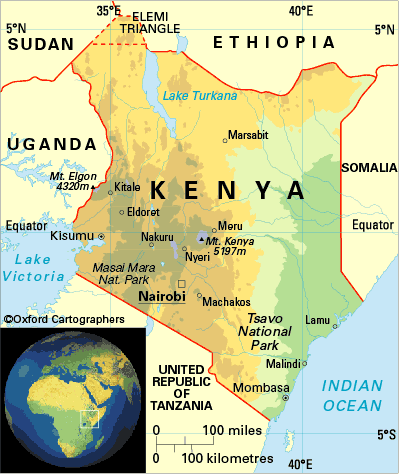 35°E
40°E
5°N
ELEMI
TRIANGLE
5°N
SUDAN
ETHIOPIA
Lake Turkana
Marsabit
UGANDA
Mt. Elgon
4320m
Kitale
KENYA
SOMALIA
Eldoret
Equator
Meru
Equator
Kisumu
Nakuru
Mt. Kenya
5197m
Nyeri
Lake
Victoria
Masai Mara
Nat. Park
Nairobi
Machakos
©Oxford Cartographers
Tsavo
National
Park
Lamu
Malindi
UNITED
REPUBLIC
OF
TANZANIA
Mombasa
INDIAN
OCEAN
0 100 miles
0 100 kilometres
5°S
40°E